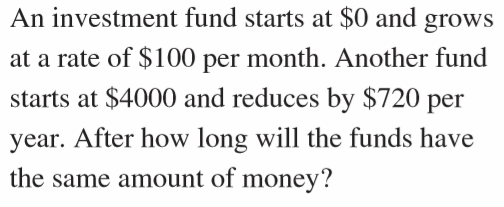 An investment fund starts at $0 and grows
at a rate of $100 per month. Another fund
starts at $4000 and reduces by $720 per
year. After how long will the funds have
the same amount of money?